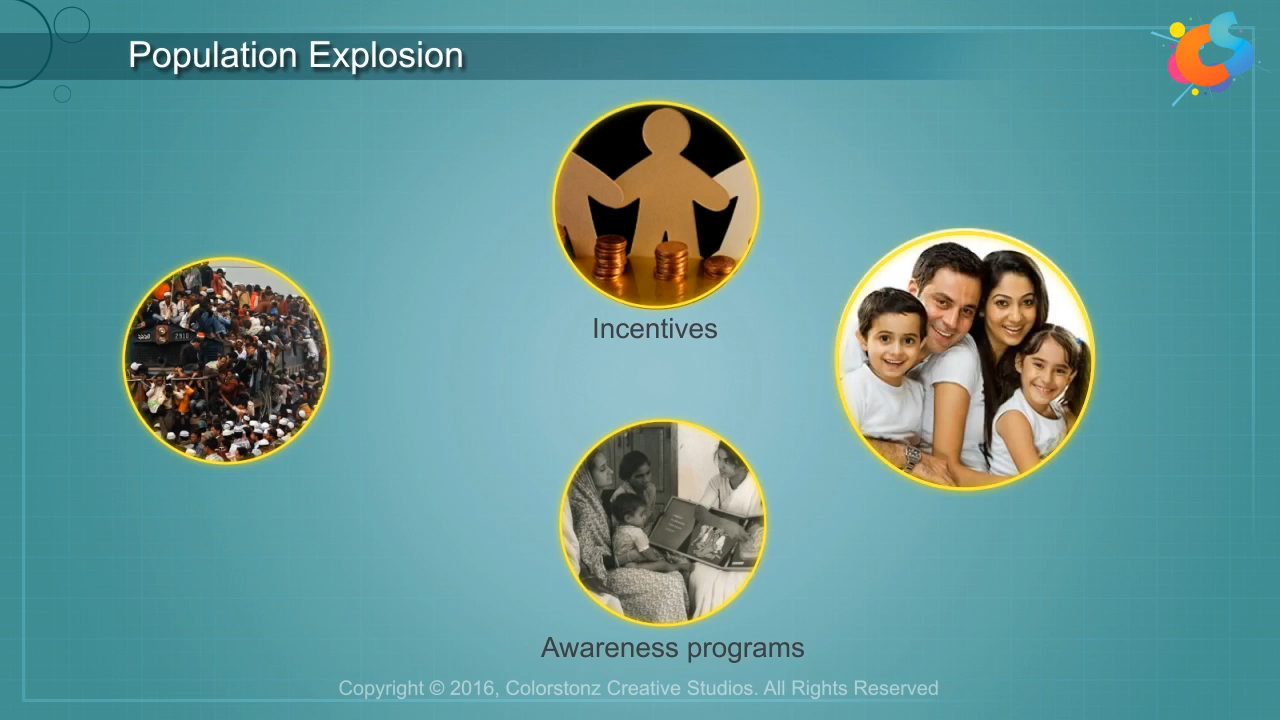 Population Explosion
Incentives
Awareness programs
Copyright © 2016, Colorstonz Creative Studios. All Rights Reserved